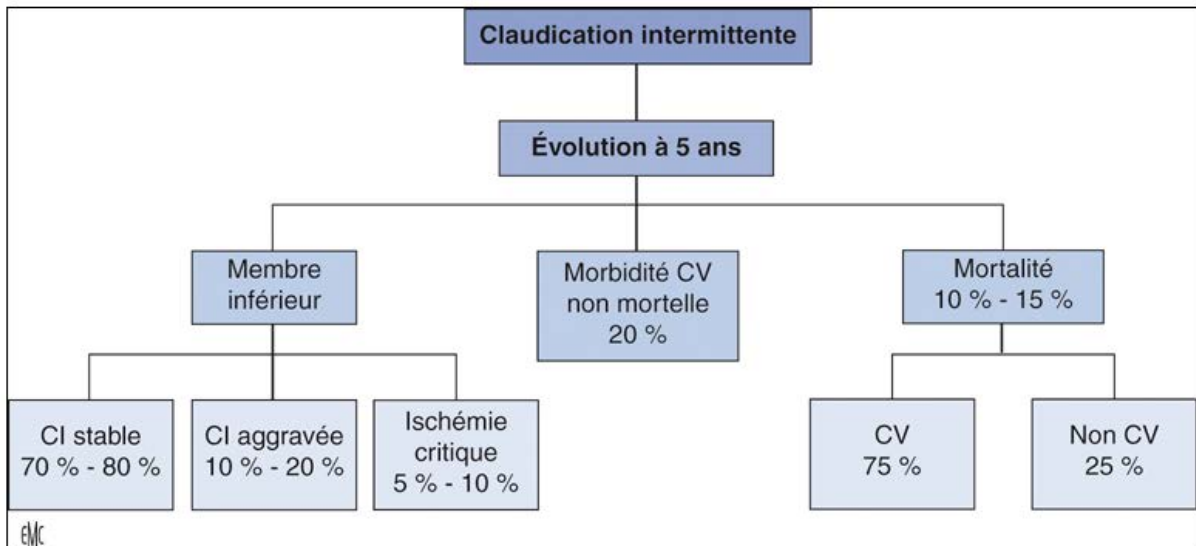 Claudication intermittente
Évolution à 5 ans
Membre
inférieur
Morbidité CV
non mortelle
20 %
Mortalité
10 % - 15 %
CI stable
70 % - 80 %
CI aggravée
10 % - 20 %
Ischémie
critique
5 % - 10 %
CV
75 %
Non CV
25 %
EMC